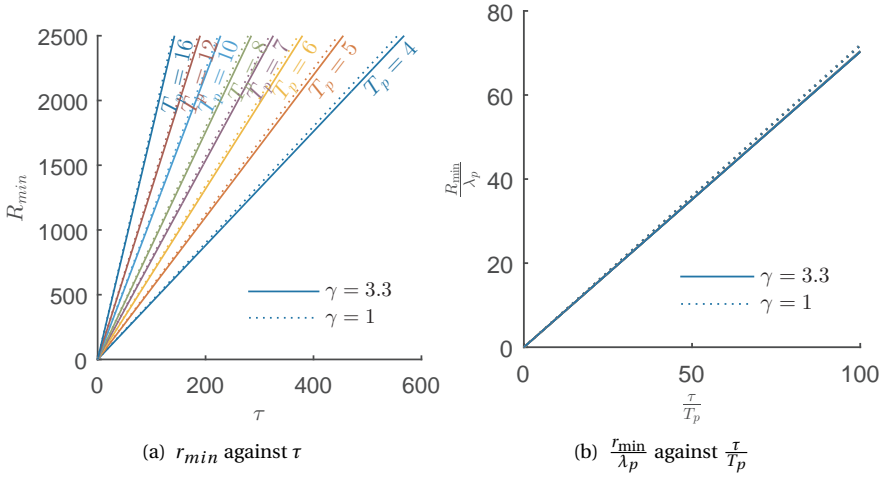 2500
2000
1500
1000
500
0
R_min
T_p = 16
T_p = 12
T_p = 10
T_p = 8
T_p = 7
T_p = 6
T_p = 5
T_p = 4
γ = 3.3
γ = 1
0 200 400 600
τ
(a) r_min against τ
80
60
40
20
0
R_min/λ_p
γ = 3.3
γ = 1
0 50 100
τ/T_p
(b) r_min/λ_p against τ/T_p